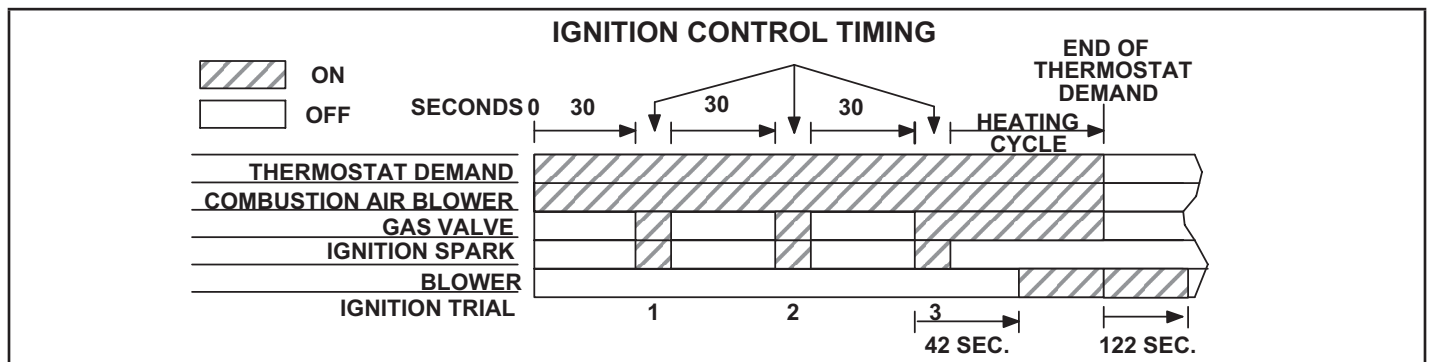 IGNITION CONTROL TIMING
ON
OFF
END OF
THERMOSTAT
DEMAND
SECONDS 0 30 30 30
HEATING
CYCLE
THERMOSTAT DEMAND
COMBUSTION AIR BLOWER
GAS VALVE
IGNITION SPARK
BLOWER
IGNITION TRIAL 1 2 3
42 SEC. 122 SEC.